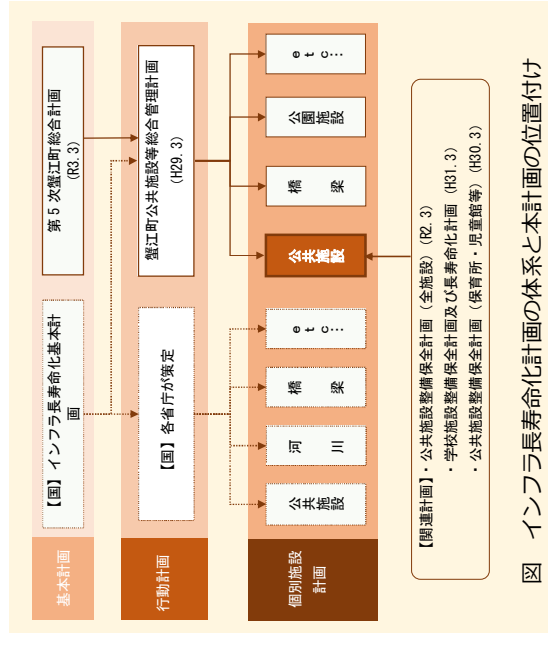 基本計画
【国】インフラ長寿命化基本計
画
第５次蟹江町総合計画
(R3.3)
行動計画
【国】各省庁が策定
蟹江町公共施設等総合管理計画
(H29.3)
個別施設
計画
公共
施設
河
川
橋
梁
ｅｔｃ…
公共
施設
橋
梁
公園
施設
ｅｔｃ…
【関連計画】・公共施設整備保全計画（全施設）(R2.3)
・学校施設整備保全計画及び長寿命化計画（H31.3）
・公共施設整備保全計画（保育所・児童館等）(H30.3)
図　インフラ長寿命化計画の体系と本計画の位置付け